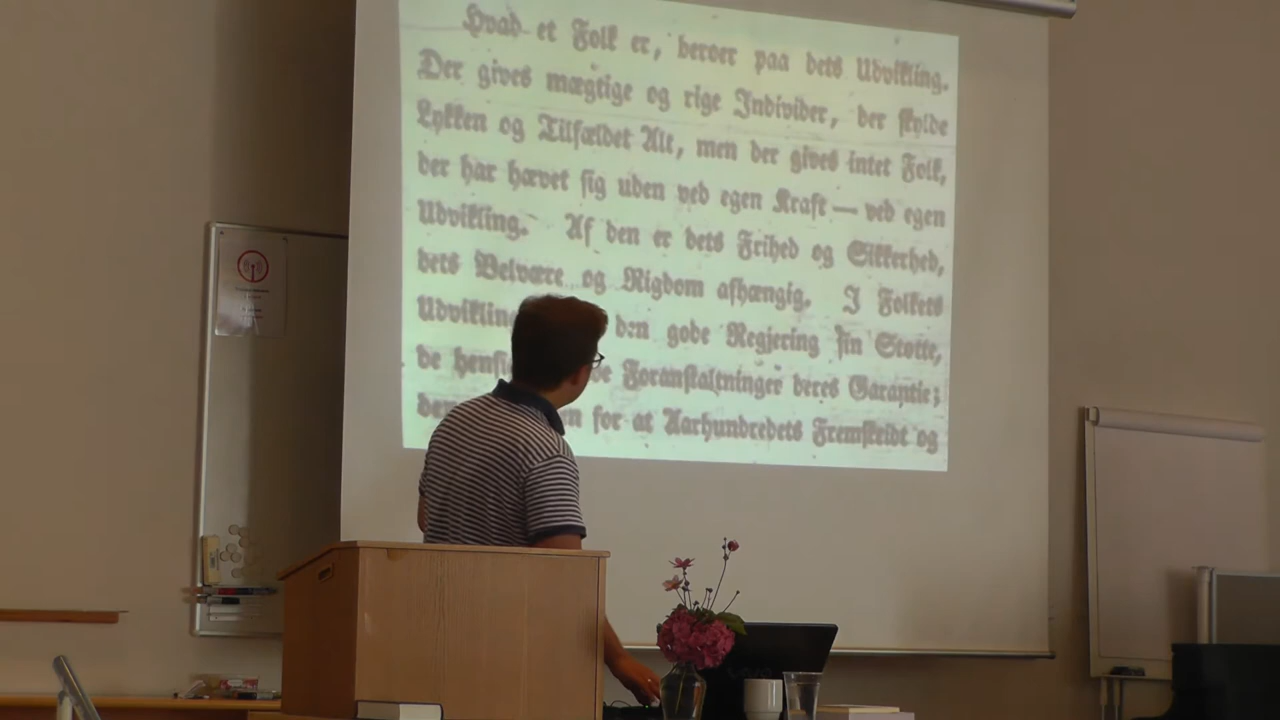 Hvad et Folk er, beroer paa dets Udvikling.
Der gives mægtige og rige Individer, der skylde
Lykken og Tilfældet Alt, men der gives intet Folk,
der har hævet sig uden ved egen Kraft — ved egen
Udvikling. Af den er dets Frihed og Sikkerhed,
dets Velvære og Rigdom afhængig. I Folkets
den gode Regjering sin Støtte,
de Foranstaltninger deres Garantie;
for at Aarhundredets Fremskridt og